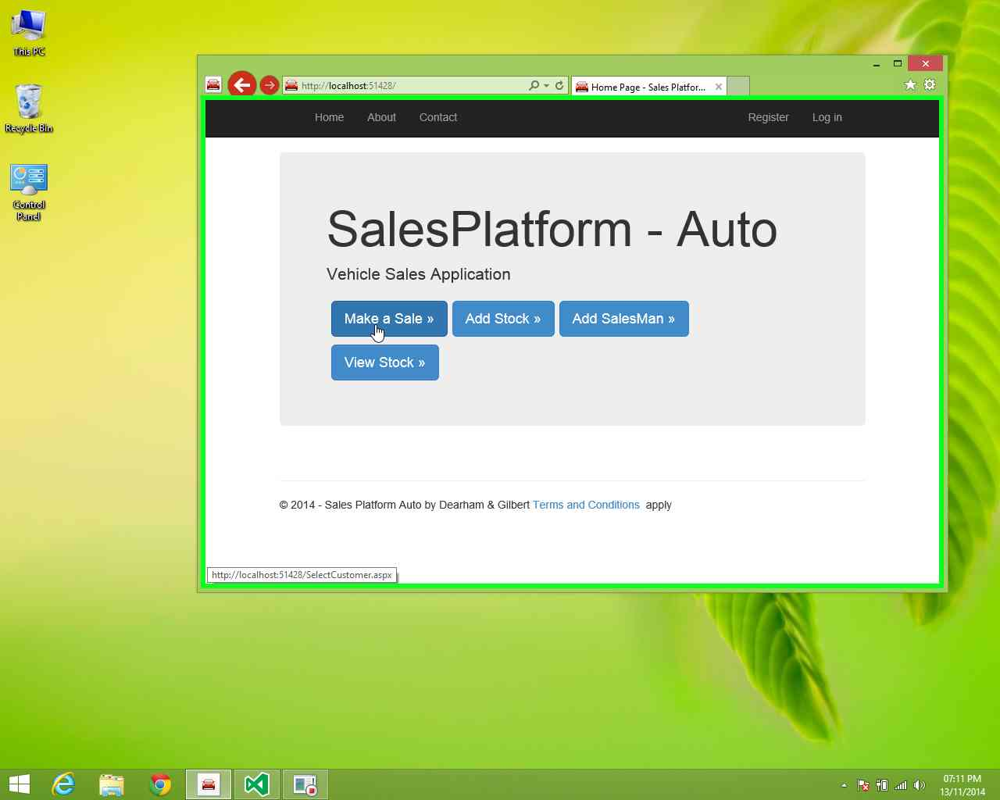 This PC
Recycle Bin
Control
Panel
http://localhost:51428/
Home Page - Sales Platfor...
Home About Contact Register Log in
SalesPlatform - Auto
Vehicle Sales Application
Make a Sale » Add Stock » Add SalesMan »
View Stock »
© 2014 - Sales Platform Auto by Dearham & Gilbert Terms and Conditions apply
http://localhost:51428/SelectCustomer.aspx
07:11 PM
13/11/2014